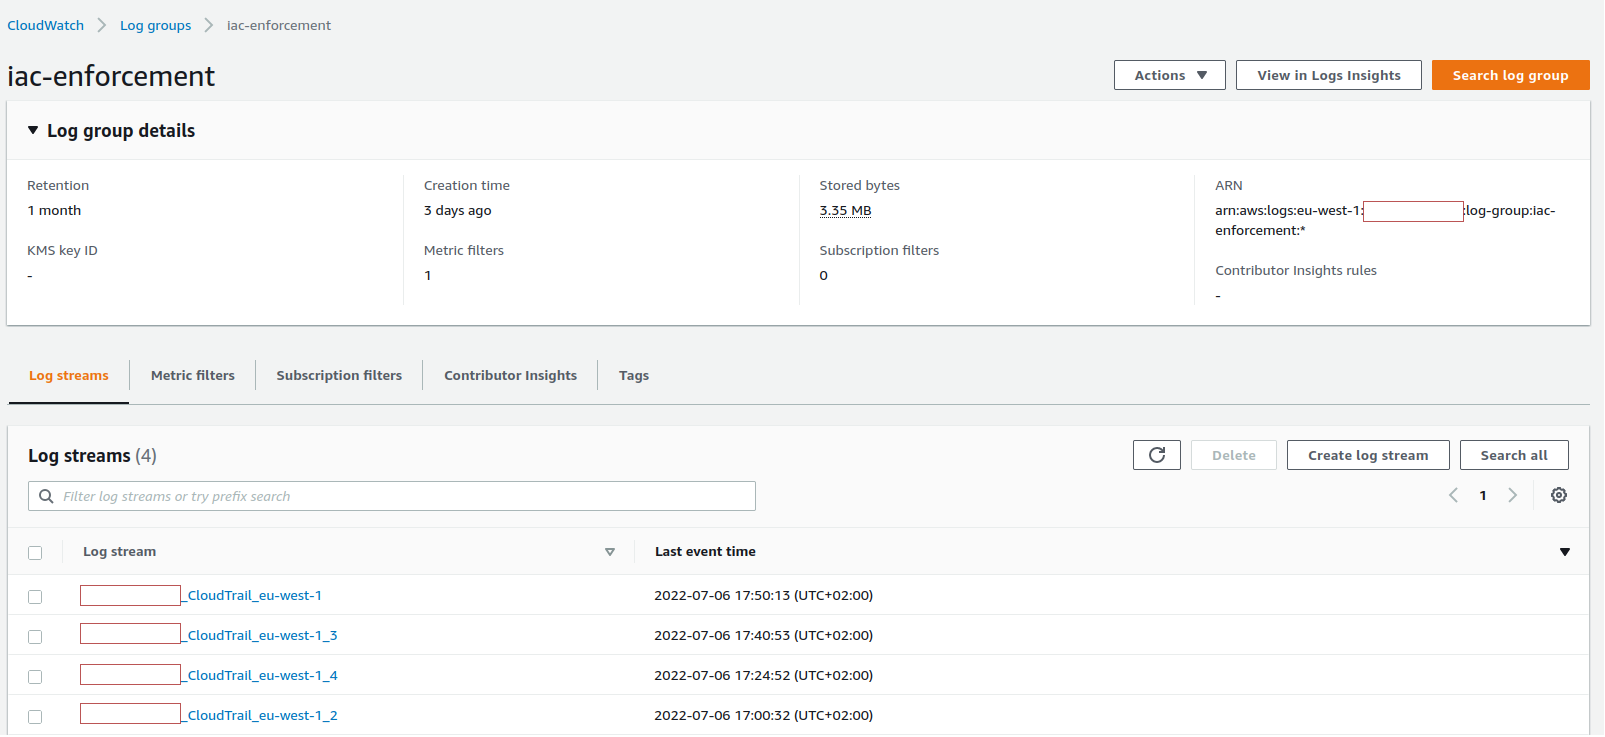 CloudWatch > Log groups > iac-enforcement
iac-enforcement
Actions ▼ View in Logs Insights Search log group
▼ Log group details
Retention Creation time Stored bytes ARN
1 month 3 days ago 3.35 MB arn:aws:logs:eu-west-1: :log-group:iac-
enforcement:*
KMS key ID Metric filters Subscription filters
- 1 0
Contributor Insights rules
-
Log streams Metric filters Subscription filters Contributor Insights Tags
Log streams (4) Delete Create log stream Search all
Filter log streams or try prefix search < 1 >
Log stream Last event time
_CloudTrail_eu-west-1 2022-07-06 17:50:13 (UTC+02:00)
_CloudTrail_eu-west-1_3 2022-07-06 17:40:53 (UTC+02:00)
_CloudTrail_eu-west-1_4 2022-07-06 17:24:52 (UTC+02:00)
_CloudTrail_eu-west-1_2 2022-07-06 17:00:32 (UTC+02:00)